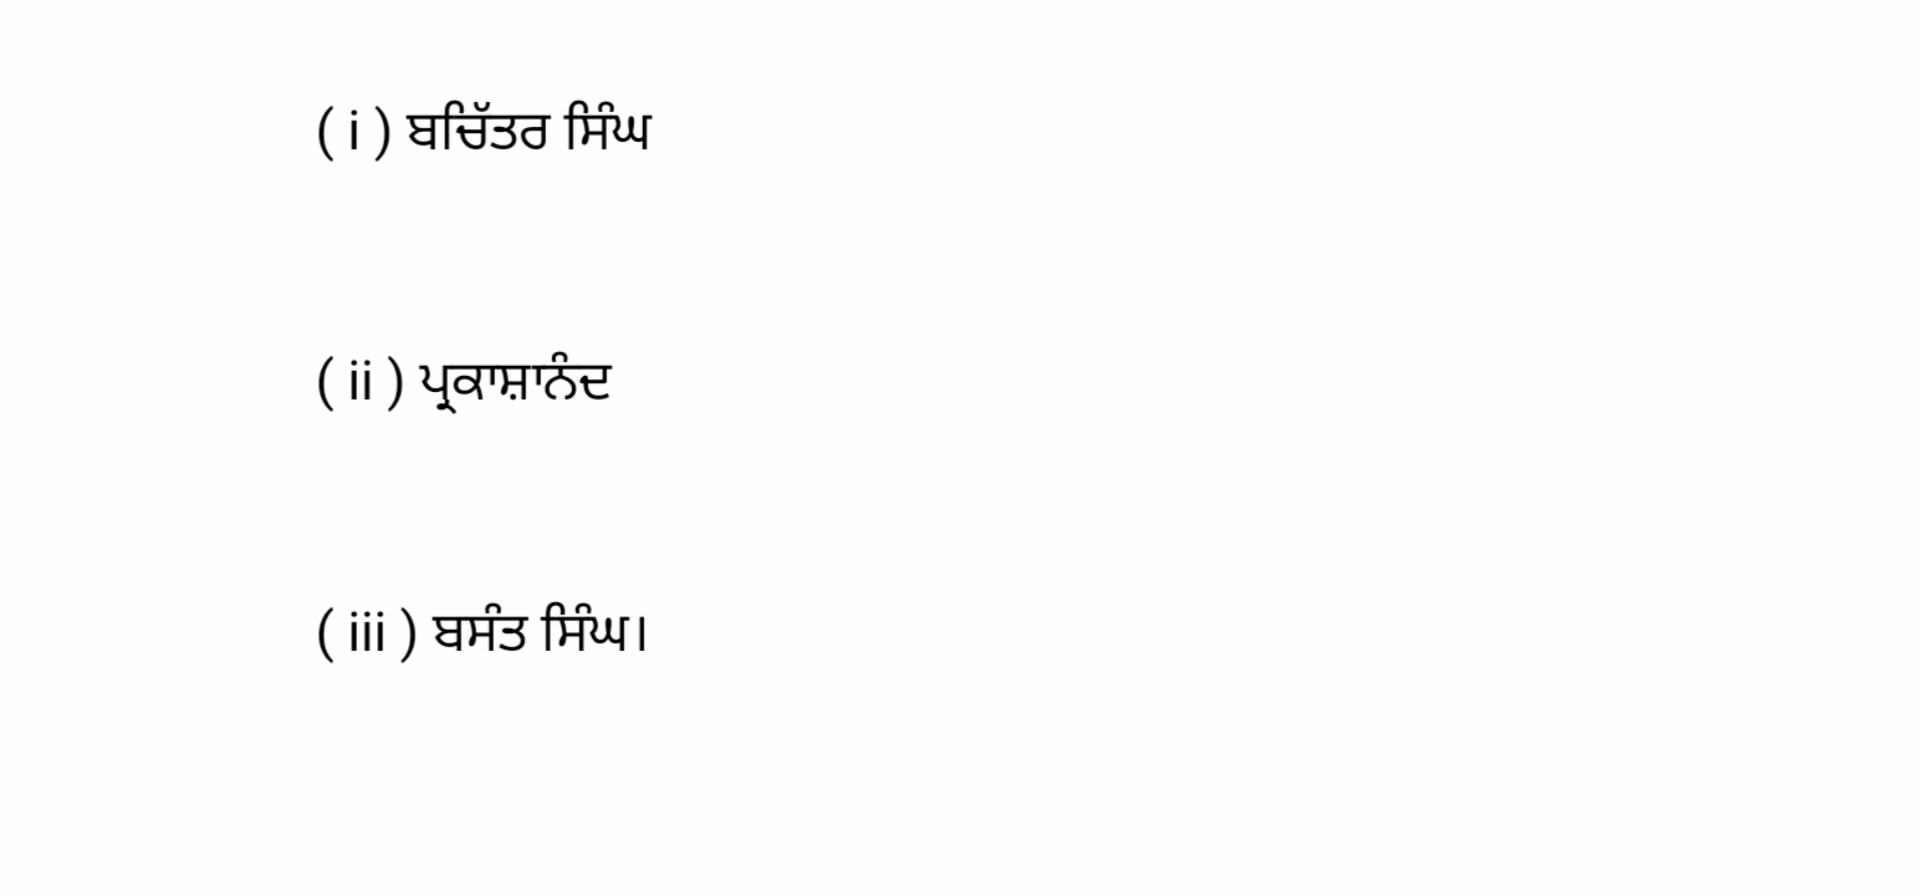 ( i ) ਬਚਿੱਤਰ ਸਿੰਘ
( ii ) ਪ੍ਰਕਾਸ਼ਾਨੰਦ
( iii ) ਬਸੰਤ ਸਿੰਘ।